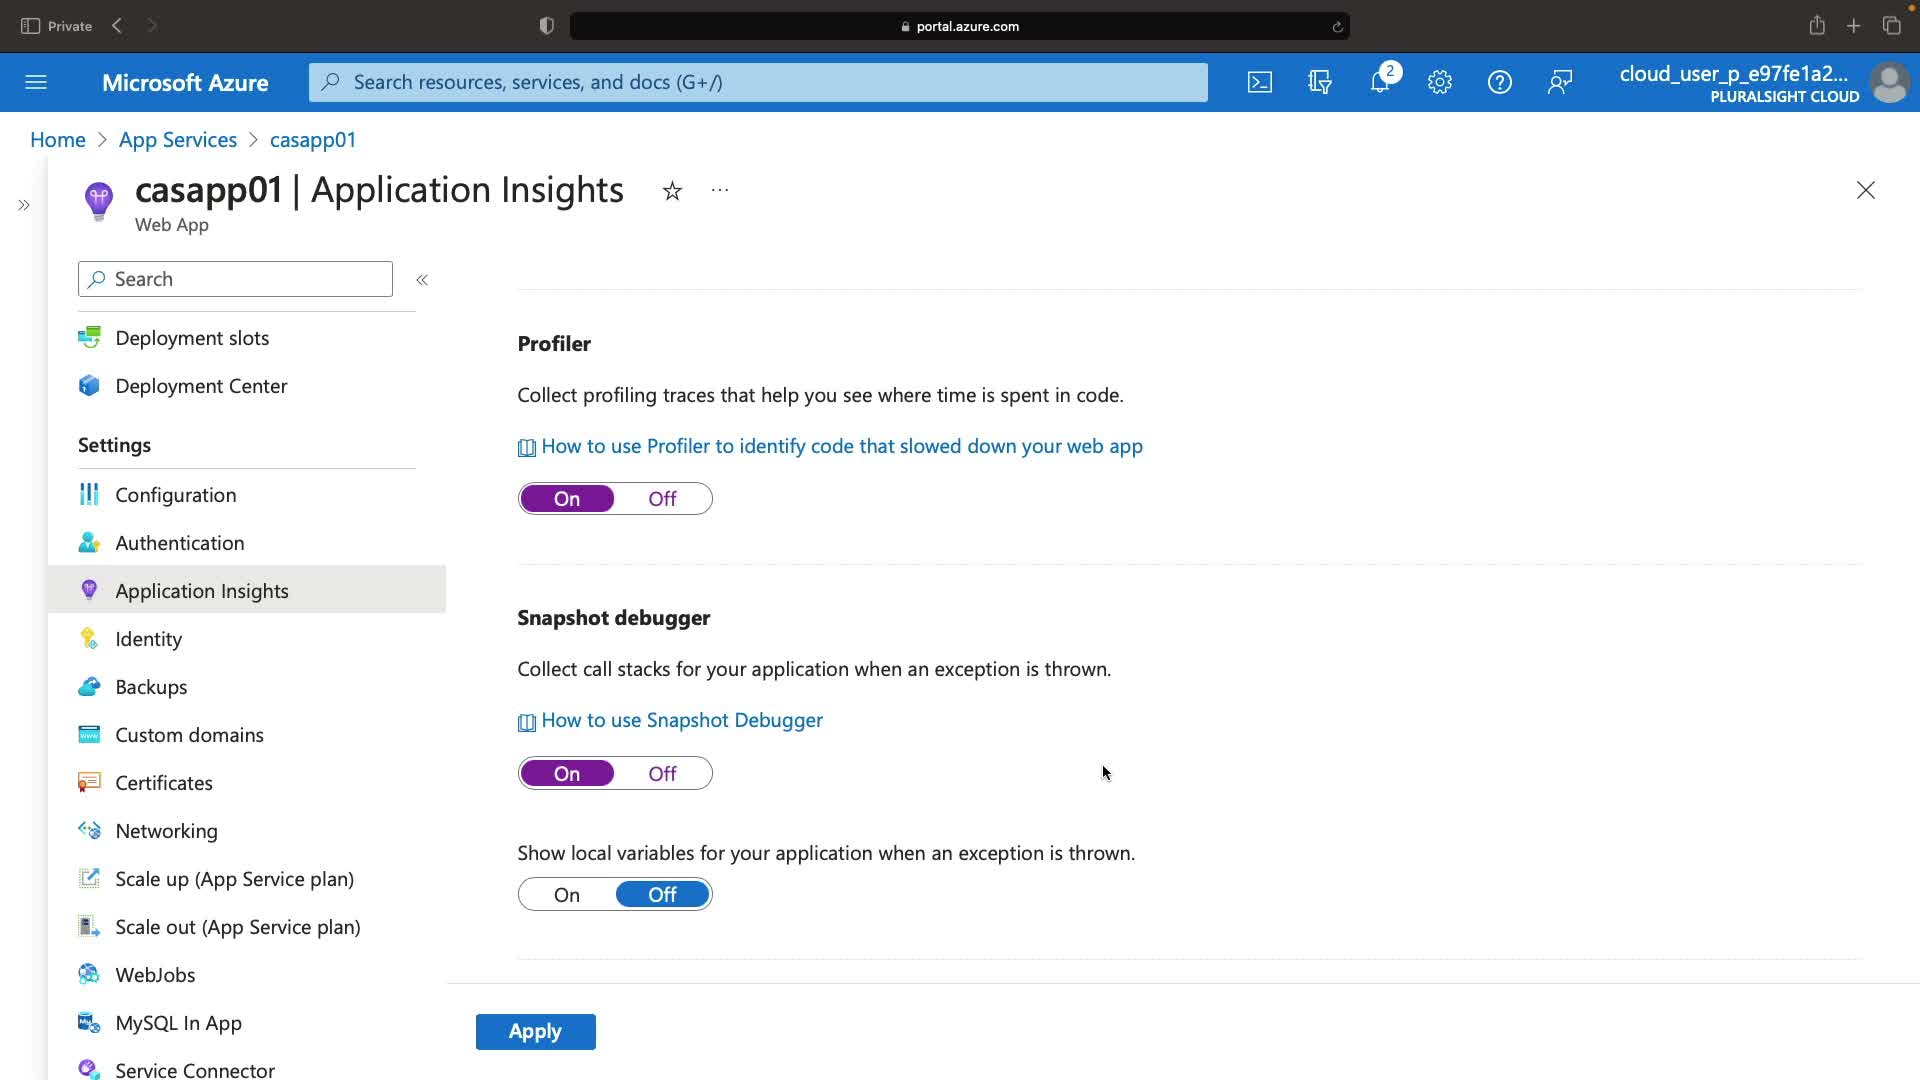 Private
portal.azure.com
Microsoft Azure
Search resources, services, and docs (G+/)
2
cloud_user_p_e97fe1a2...
PLURALSIGHT CLOUD
Home > App Services > casapp01
casapp01 | Application Insights
Web App
Search
Deployment slots
Deployment Center
Settings
Configuration
Authentication
Application Insights
Identity
Backups
Custom domains
Certificates
Networking
Scale up (App Service plan)
Scale out (App Service plan)
WebJobs
MySQL In App
Service Connector
Profiler
Collect profiling traces that help you see where time is spent in code.
How to use Profiler to identify code that slowed down your web app
On Off
Snapshot debugger
Collect call stacks for your application when an exception is thrown.
How to use Snapshot Debugger
On Off
Show local variables for your application when an exception is thrown.
On Off
Apply